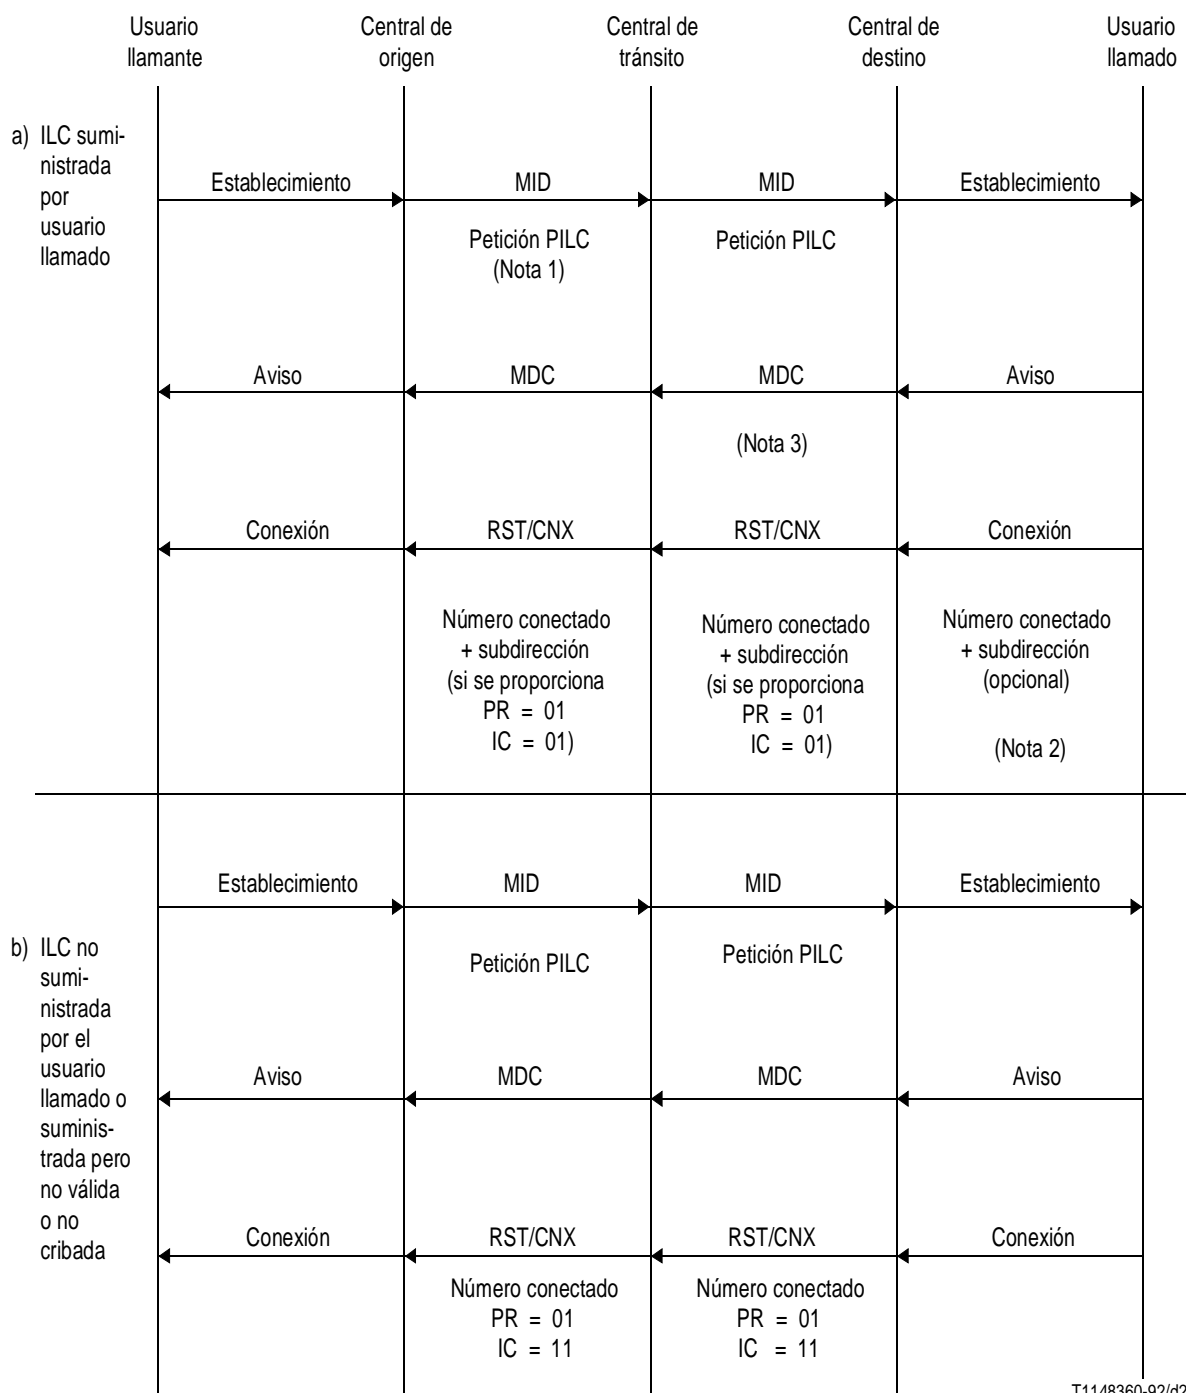 Usuario llamante
Central de origen
Central de tránsito
Central de destino
Usuario llamado
a) ILC sumi-
nistrada
por
usuario
llamado
Establecimiento
MID
MID
Establecimiento
Petición PILC
(Nota 1)
Petición PILC
Aviso
MDC
MDC
Aviso
(Nota 3)
Conexión
RST/CNX
RST/CNX
Conexión
Número conectado
+ subdirección
(si se proporciona
PR = 01
IC = 01)
Número conectado
+ subdirección
(si se proporciona
PR = 01
IC = 01)
Número conectado
+ subdirección
(opcional)
(Nota 2)
Establecimiento
MID
MID
Establecimiento
b) ILC no
sumi-
nistrada
por el
usuario
llamado o
suminis-
trada pero
no válida
o no
cribada
Petición PILC
Petición PILC
Aviso
MDC
MDC
Aviso
Conexión
RST/CNX
RST/CNX
Conexión
Número conectado
PR = 01
IC = 11
Número conectado
PR = 01
IC = 11
T1148360-92/d2